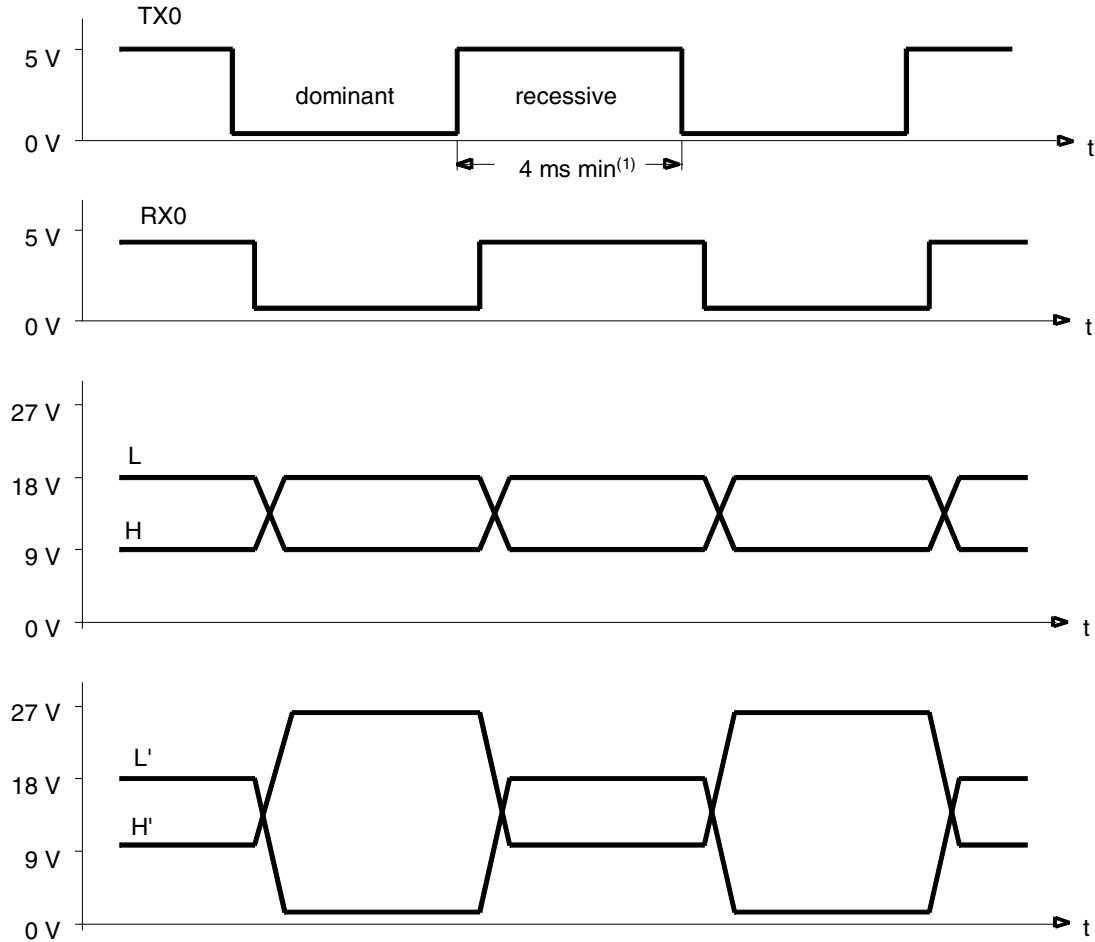 TX0
5 V
dominant recessive
0 V
t
4 ms min(1)
RX0
5 V
0 V
t
27 V
L
18 V
H
9 V
0 V
t
27 V
L'
18 V
H'
9 V
0 V
t